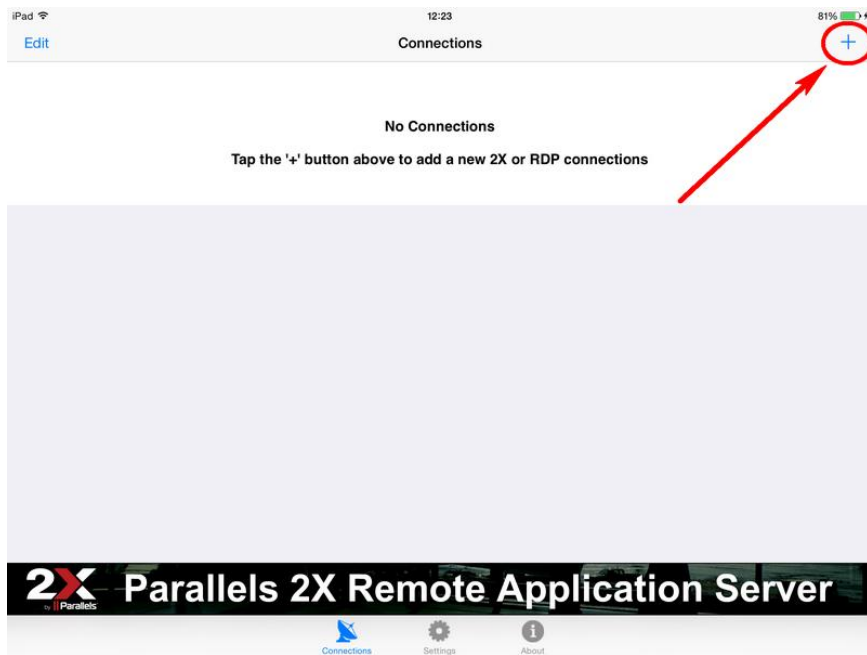 iPad 12:23 81%
Edit Connections +
No Connections
Tap the '+' button above to add a new 2X or RDP connections
2X by Parallels Parallels 2X Remote Application Server
Connections Settings About